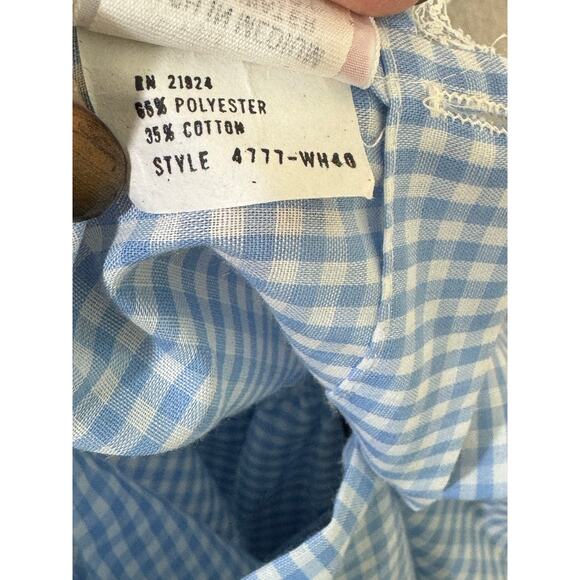 RN 21924
65% POLYESTER
35% COTTON
STYLE 4777-WH40